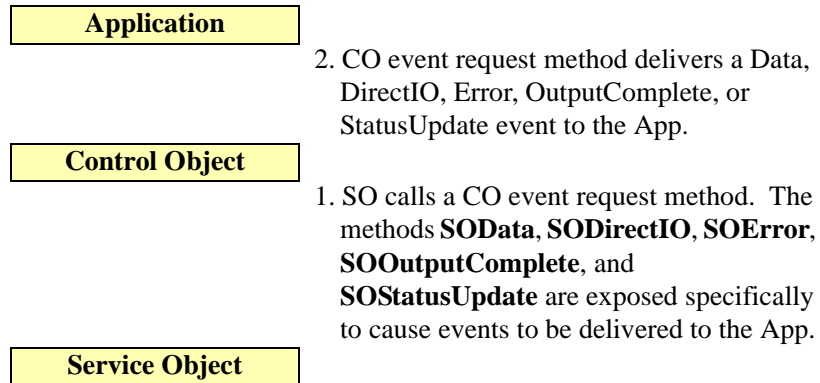 Application
2. CO event request method delivers a Data,
DirectIO, Error, OutputComplete, or
StatusUpdate event to the App.
Control Object
1. SO calls a CO event request method. The
methods SOData, SODirectIO, SOError,
SOOutputComplete, and
SOStatusUpdate are exposed specifically
to cause events to be delivered to the App.
Service Object